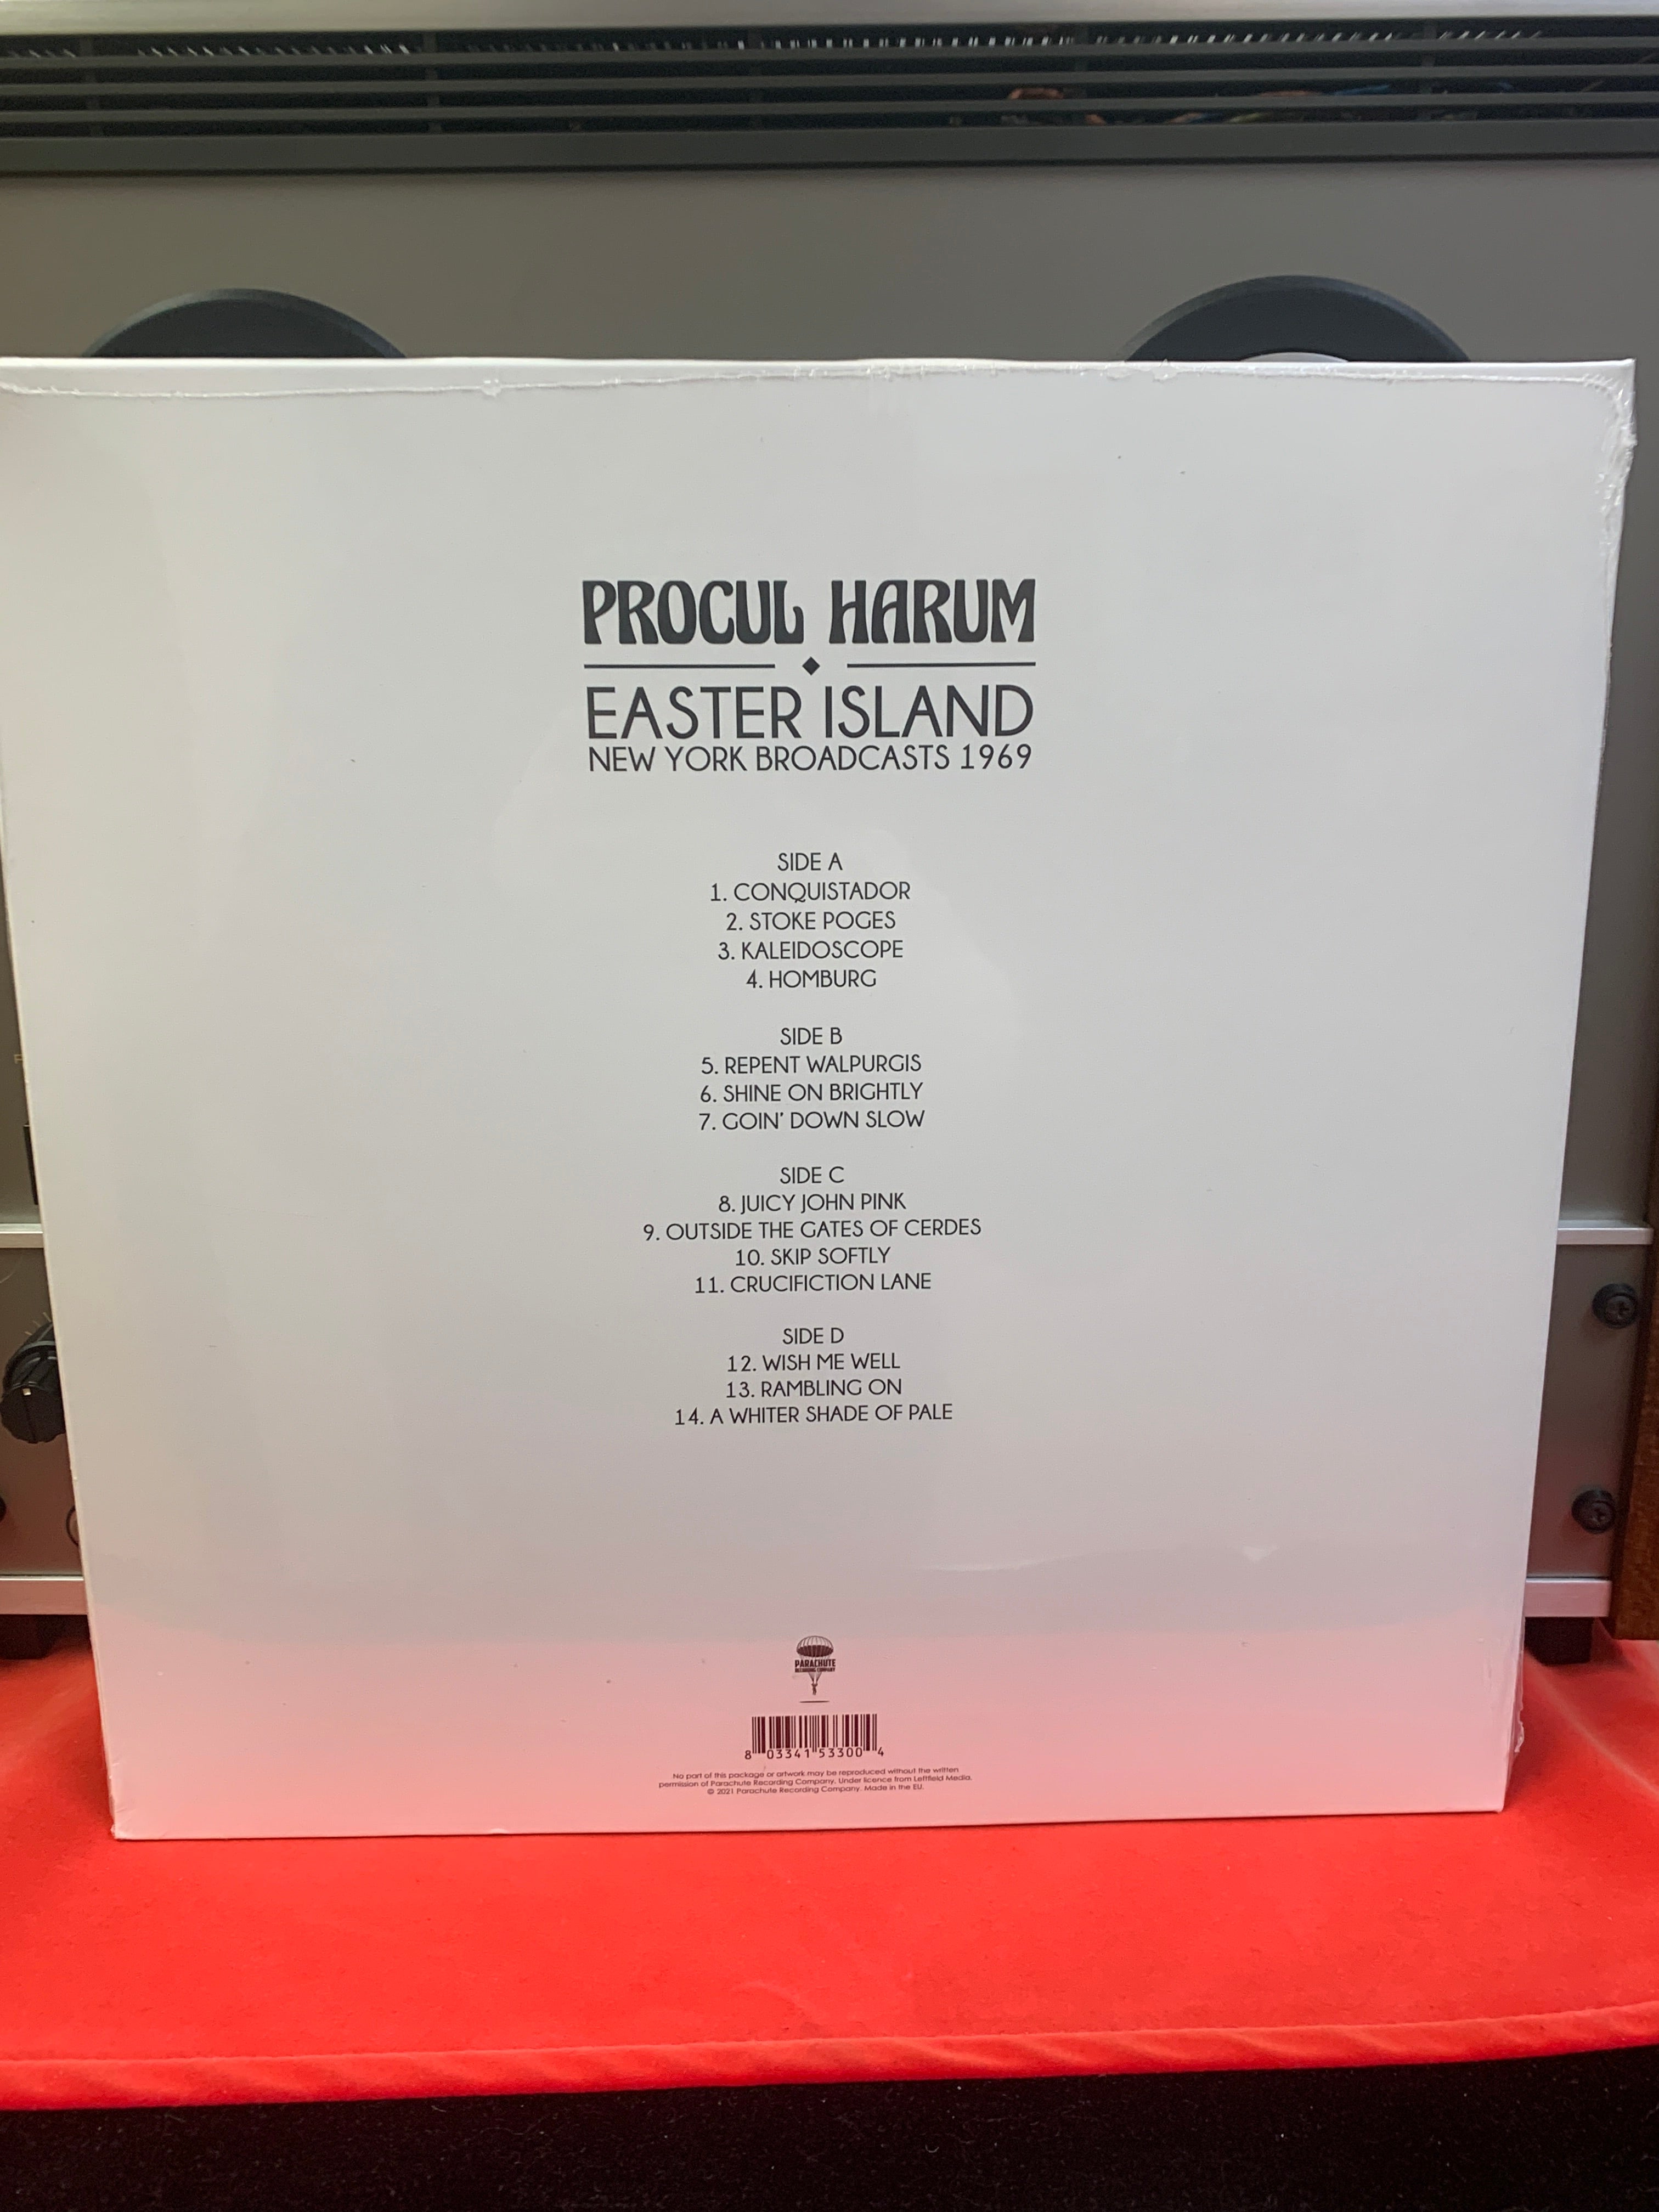 PROCUL HARUM
EASTER ISLAND
NEW YORK BROADCASTS 1969
SIDE A
1. CONQUISTADOR
2. STOKE POGES
3. KALEIDOSCOPE
4. HOMBURG
SIDE B
5. REPENT WALPURGIS
6. SHINE ON BRIGHTLY
7. GOIN' DOWN SLOW
SIDE C
8. JUICY JOHN PINK
9. OUTSIDE THE GATES OF CERDES
10. SKIP SOFTLY
11. CRUCIFICTION LANE
SIDE D
12. WISH ME WELL
13. RAMBLING ON
14. A WHITER SHADE OF PALE
PARACHUTE
RECORDING COMPANY
8 03341 53300 4
No part of this package or artwork may be reproduced without the written
permission of Parachute Recording Company. Under licence from Leftfield Media.
© 2021 Parachute Recording Company. Made in the EU.